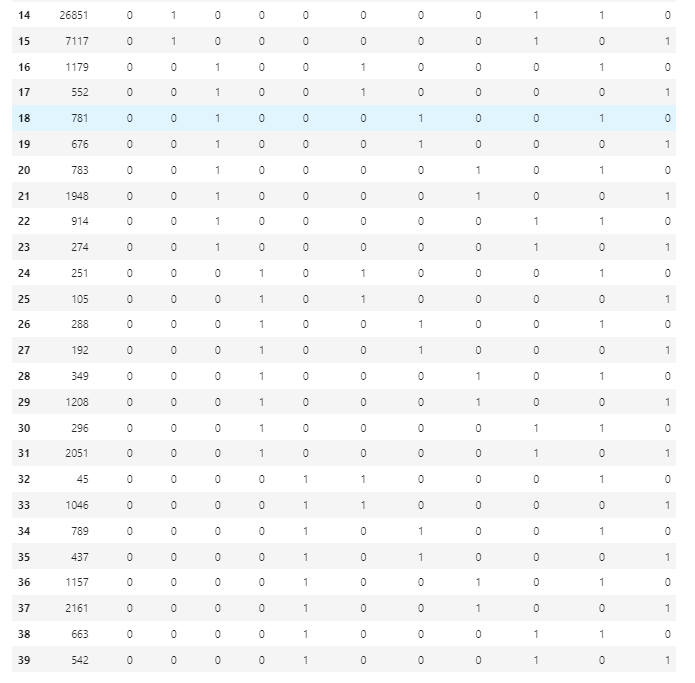 14 26851 0 1 0 0 0 0 0 0 1 1 0
15 7117 0 1 0 0 0 0 0 0 1 0 1
16 1179 0 0 1 0 0 1 0 0 0 1 0
17 552 0 0 1 0 0 1 0 0 0 0 1
18 781 0 0 1 0 0 0 1 0 0 1 0
19 676 0 0 1 0 0 0 1 0 0 0 1
20 783 0 0 1 0 0 0 0 1 0 1 0
21 1948 0 0 1 0 0 0 0 1 0 0 1
22 914 0 0 1 0 0 0 0 0 1 1 0
23 274 0 0 1 0 0 0 0 0 1 0 1
24 251 0 0 0 1 0 1 0 0 0 1 0
25 105 0 0 0 1 0 1 0 0 0 0 1
26 288 0 0 0 1 0 0 1 0 0 1 0
27 192 0 0 0 1 0 0 1 0 0 0 1
28 349 0 0 0 1 0 0 0 1 0 1 0
29 1208 0 0 0 1 0 0 0 1 0 0 1
30 296 0 0 0 1 0 0 0 0 1 1 0
31 2051 0 0 0 1 0 0 0 0 1 0 1
32 45 0 0 0 0 1 1 0 0 0 1 0
33 1046 0 0 0 0 1 1 0 0 0 0 1
34 789 0 0 0 0 1 0 1 0 0 1 0
35 437 0 0 0 0 1 0 1 0 0 0 1
36 1157 0 0 0 0 1 0 0 1 0 1 0
37 2161 0 0 0 0 1 0 0 1 0 0 1
38 663 0 0 0 0 1 0 0 0 1 1 0
39 542 0 0 0 0 1 0 0 0 1 0 1